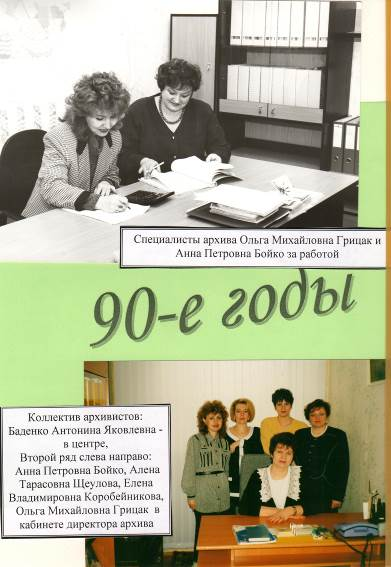 Специалисты архива Ольга Михайловна Грицак и
Анна Петровна Бойко за работой
90-е годы
Коллектив архивистов:
Баденко Антонина Яковлевна -
в центре,
Второй ряд слева направо:
Анна Петровна Бойко, Алена
Тарасовна Щеулова, Елена
Владимировна Коробейникова,
Ольга Михайловна Грицак в
кабинете директора архива